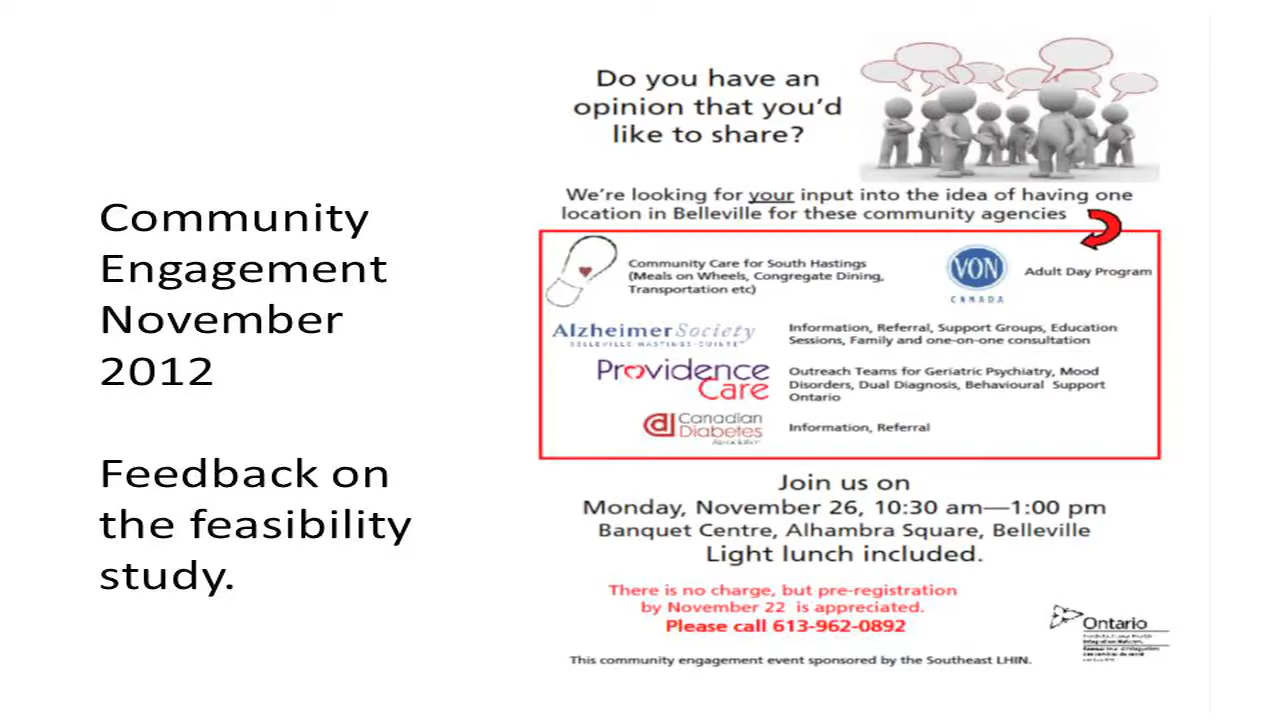 Community
Engagement
November
2012
Feedback on
the feasibility
study.
Do you have an
opinion that you'd
like to share?
We're looking for your input into the idea of having one
location in Belleville for these community agencies
Community Care for South Hastings
(Meals on Wheels, Congregate Dining,
Transportation etc)
VON
CANADA
Adult Day Program
Alzheimer Society
BELLEVILLE-HASTINGS-QUINTE
Information, Referral, Support Groups, Education
Sessions, Family and one-on-one consultation
Providence
Care
Outreach Teams for Geriatric Psychiatry, Mood
Disorders, Dual Diagnosis, Behavioural Support
Ontario
Canadian
Diabetes
Association
Information, Referral
Join us on
Monday, November 26, 10:30 am—1:00 pm
Banquet Centre, Alhambra Square, Belleville
Light lunch included.
There is no charge, but pre-registration
by November 22 is appreciated.
Please call 613-962-0892
Ontario
This community engagement event sponsored by the Southeast LHIN.